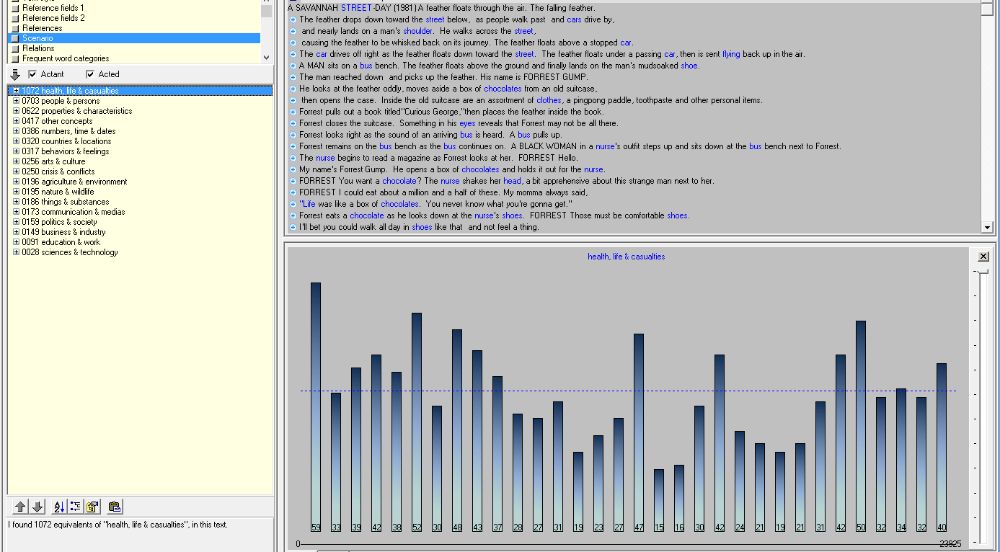 Reference fields 1
Reference fields 2
References
Scenario
Relations
Frequent word categories
Actant
Acted
1072 health, life & casualties
0703 people & persons
0622 properties & characteristics
0417 other concepts
0386 numbers, time & dates
0320 countries & locations
0317 behaviors & feelings
0256 arts & culture
0250 crisis & conflicts
0196 agriculture & environment
0195 nature & wildlife
0186 things & substances
0173 communication & medias
0159 politics & society
0149 business & industry
0091 education & work
0028 sciences & technology
I found 1072 equivalents of "health, life & casualties", in this text.
A SAVANNAH STREET-DAY (1981) A feather floats through the air. The falling feather.
The feather drops down toward the street below, as people walk past and cars drive by,
and nearly lands on a man's shoulder. He walks across the street,
causing the feather to be whisked back on its journey. The feather floats above a stopped car.
The car drives off right as the feather floats down toward the street. The feather floats under a passing car, then is sent flying back up in the air.
A MAN sits on a bus bench. The feather floats above the ground and finally lands on the man's mudsoaked shoe.
The man reached down and picks up the feather. His name is FORREST GUMP.
He looks at the feather oddly, moves aside a box of chocolates from an old suitcase,
then opens the case. Inside the old suitcase are an assortment of clothes, a pingpong paddle, toothpaste and other personal items.
Forrest pulls out a book titled"Curious George,"then places the feather inside the book.
Forrest closes the suitcase. Something in his eyes reveals that Forrest may not be all there.
Forrest looks right as the sound of an arriving bus is heard. A bus pulls up.
Forrest remains on the bus bench as the bus continues on. A BLACK WOMAN in a nurse's outfit steps up and sits down at the bus bench next to Forrest.
The nurse begins to read a magazine as Forrest looks at her. FORREST Hello.
My name's Forrest Gump. He opens a box of chocolates and holds it out for the nurse.
FORREST You want a chocolate? The nurse shakes her head, a bit apprehensive about this strange man next to her.
FORREST I could eat about a million and a half of these. My momma always said,
"Life was like a box of chocolates. You never know what you're gonna get."
Forrest eats a chocolate as he looks down at the nurse's shoes. FORREST Those must be comfortable shoes.
I'll bet you could walk all day in shoes like that and not feel a thing.
health, life & casualties
59 33 39 42 38 52 30 48 43 37 28 27 31 19 23 27 47 15 16 30 42 24 21 19 21 31 42 50 32 34 32 40
0 23925